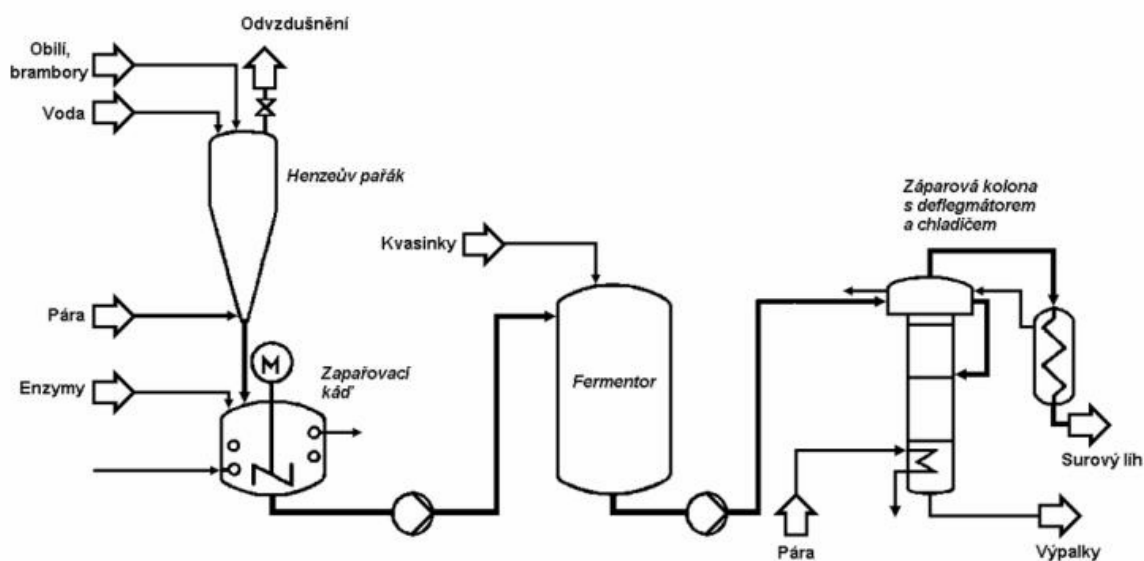 Odvzdušnění
Obilí,
brambory
Voda
Henzeův pařák
Záparová kolona
s deflegmátorem
a chladičem
Kvasinky
Pára
M
Zapařovací
káď
Enzymy
Fermentor
Surový líh
Pára
Výpalky